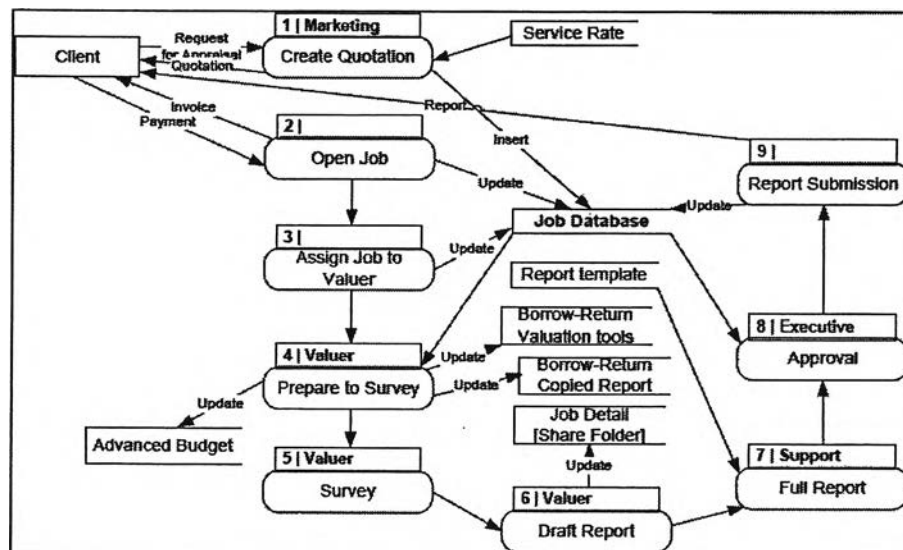 1 | Marketing
Service Rate
Request
for Appraisal
Client
Create Quotation
Quotation
Report
Invoice
Payment
2 |
Insert
9 |
Open Job
Update
Report Submission
Update
Job Database
3 |
Update
Assign Job to
Valuer
Report template
Borrow-Return
Valuation tools
8 | Executive
4 | Valuer
Update
Approval
Borrow-Return
Copied Report
Prepare to Survey
Update
Update
Job Detail
[Share Folder]
Advanced Budget
5 | Valuer
Update
7 | Support
Survey
6 | Valuer
Full Report
Draft Report